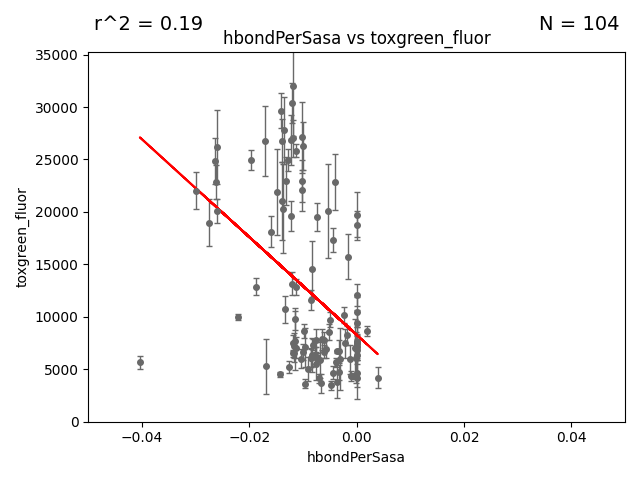 r^2 = 0.19
N = 104
hbondPerSasa vs toxgreen_fluor
35000
30000
25000
20000
15000
10000
5000
0
toxgreen_fluor
−0.04
−0.02
0.00
0.02
0.04
hbondPerSasa